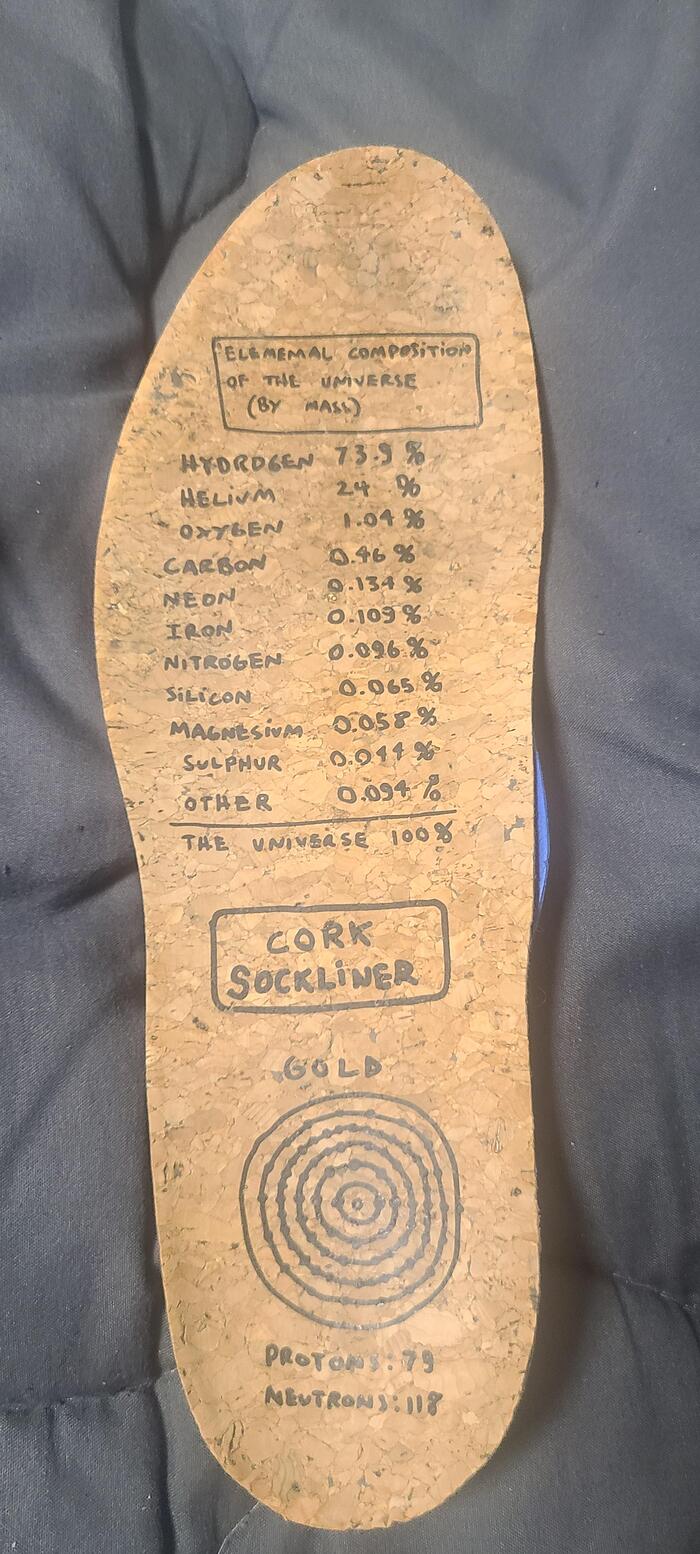 ELEMEMAL COMPOSITION
OF THE UNIVERSE
(BY MASS)
HYDROGEN 73.9 %
HELIUM 24 %
OXYGEN 1.04 %
CARBON 0.46 %
NEON 0.134 %
IRON 0.109 %
NITROGEN 0.096 %
SILICON 0.065 %
MAGNESIUM 0.058 %
SULPHUR 0.044 %
OTHER 0.094 %
THE UNIVERSE 100%
CORK
SOCKLINER
GOLD
PROTONS: 79
NEUTRONS: 118